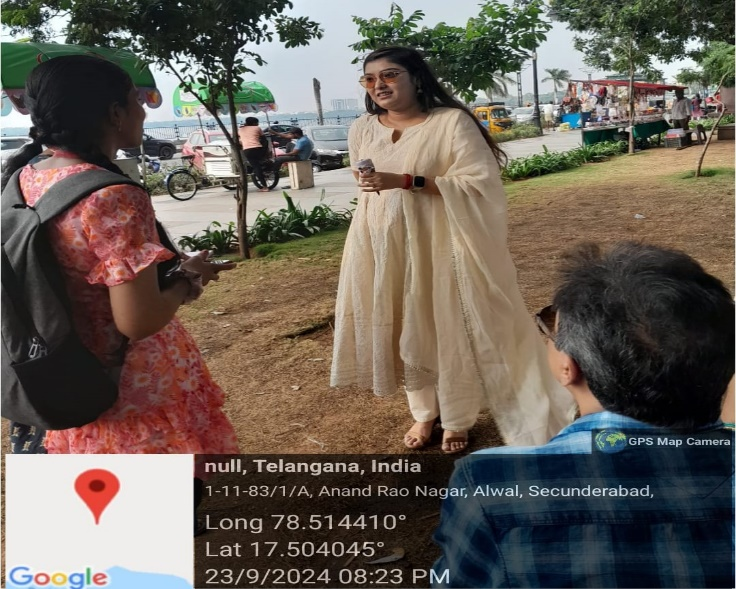 GPS Map Camera
null, Telangana, India
1-11-83/1/A, Anand Rao Nagar, Alwal, Secunderabad,
Long 78.514410°
Lat 17.504045°
23/9/2024 08:23 PM
Google